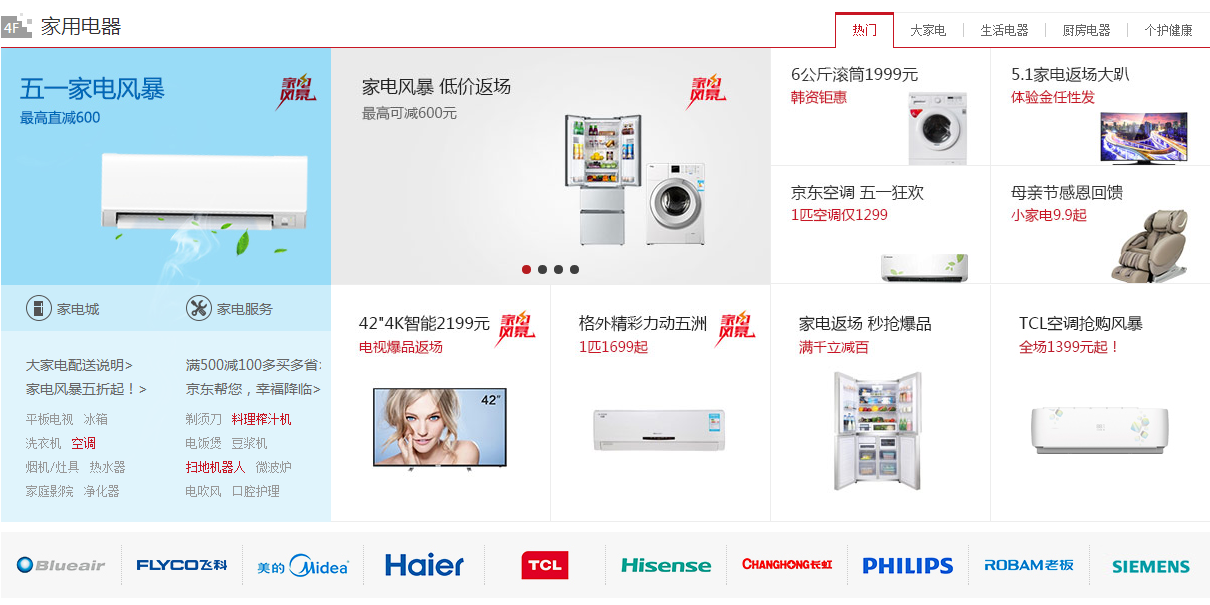 4F 家用电器
热门 大家电 生活电器 厨房电器 个护健康
五一家电风暴
最高直减600
家电风暴
家电城 家电服务
大家电配送说明>
家电风暴五折起！>
满500减100多买多省
京东帮您，幸福降临>
平板电视 冰箱
洗衣机 空调
烟机/灶具 热水器
家庭影院 净化器
剃须刀 料理榨汁机
电饭煲 豆浆机
扫地机器人 微波炉
电吹风 口腔护理
家电风暴 低价返场
最高可减600元
家电风暴
6公斤滚筒1999元
韩资钜惠
5.1家电返场大趴
体验金任性发
京东空调 五一狂欢
1匹空调仅1299
母亲节感恩回馈
小家电9.9起
42"4K智能2199元
电视爆品返场
家电风暴
42"
格外精彩力动五洲
1匹1699起
家电风暴
家电返场 秒抢爆品
满千立减百
TCL空调抢购风暴
全场1399元起！
Blueair FLYCO飞科 美的Midea Haier TCL Hisense CHANGHONG长虹 PHILIPS ROBAM老板 SIEMENS